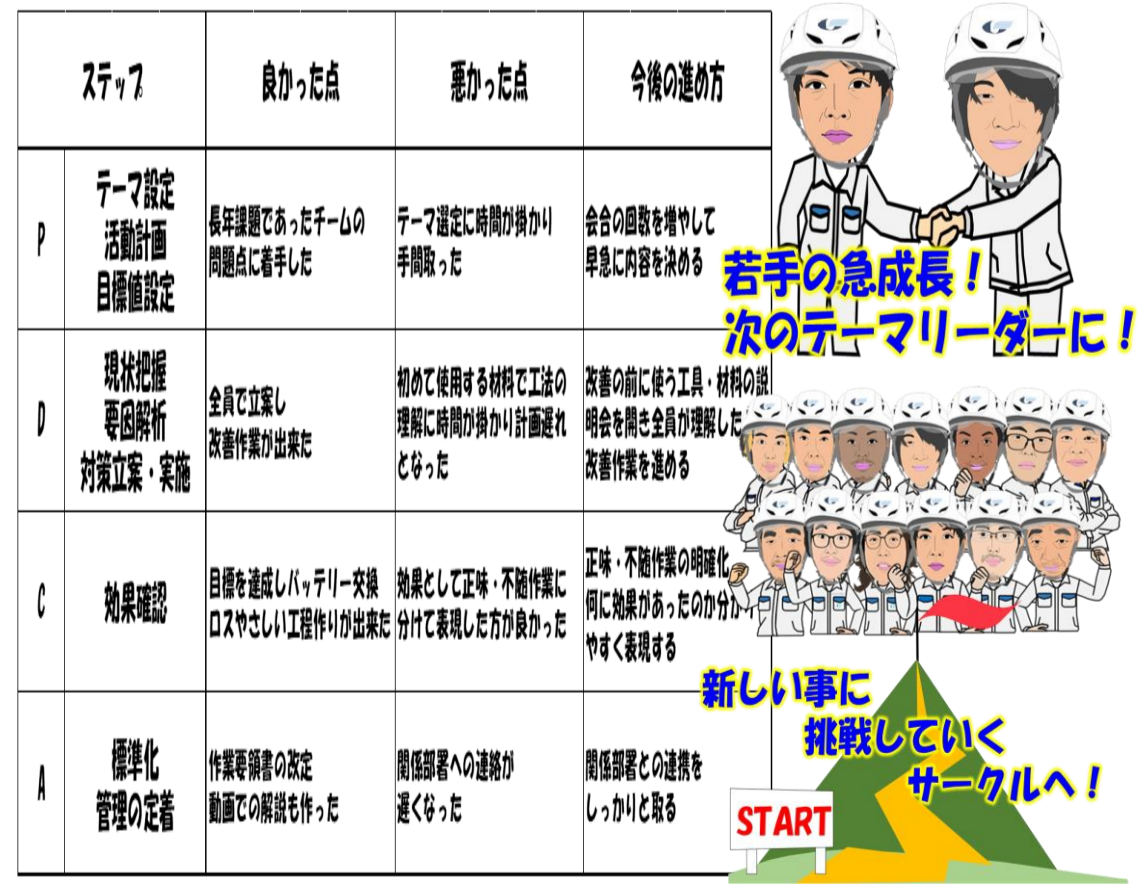 ステップ
良かった点
悪かった点
今後の進め方
P
テーマ設定
活動計画
目標値設定
長年課題であったチームの
問題点に着手した
テーマ選定に時間が掛かり
手間取った
会合の回数を増やして
早急に内容を決める
D
現状把握
要因解析
対策立案・実施
全員で立案し
改善作業が出来た
初めて使用する材料で工法の
理解に時間が掛かり計画遅れ
となった
改善の前に使う工具・材料の説
明会を開き全員が理解した
改善作業を進める
C
効果確認
目標を達成しバッテリー交換
ロスやさしい工程作りが出来た
効果として正味・不随作業に
分けて表現した方が良かった
正味・不随作業の明確化
何に効果があったのか分か
やすく表現する
A
標準化
管理の定着
作業要領書の改定
動画での解説も作った
関係部署への連絡が
遅くなった
関係部署との連携を
しっかりと取る
若手の急成長！
次のテーマリーダーに！
新しい事に
挑戦していく
サークルへ！
START